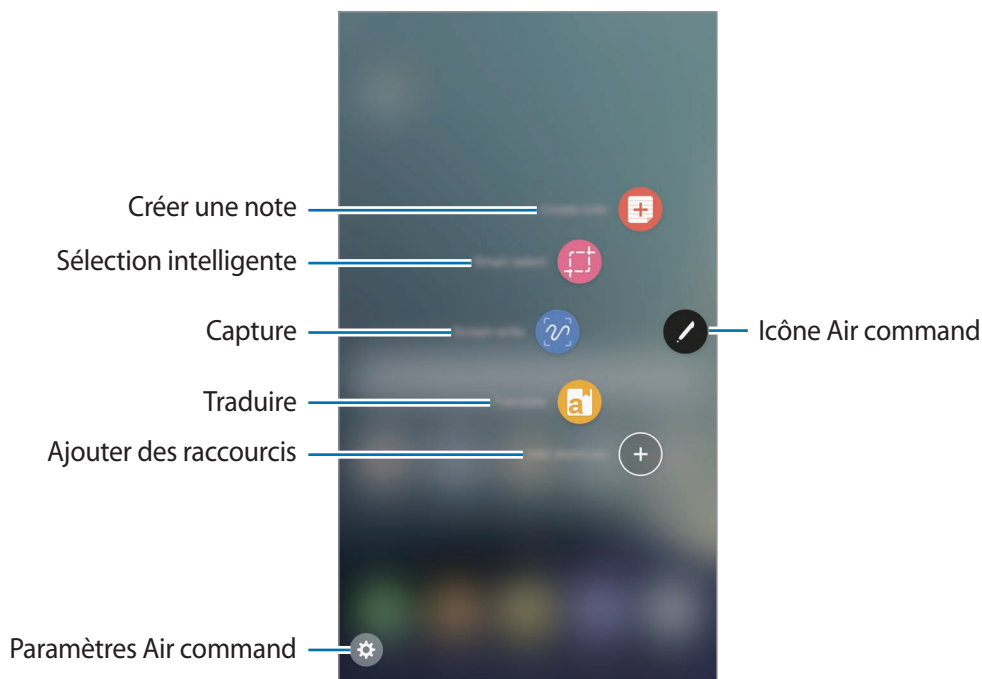 Créer une note
Sélection intelligente
Capture
Icône Air command
Traduire
Ajouter des raccourcis
Paramètres Air command